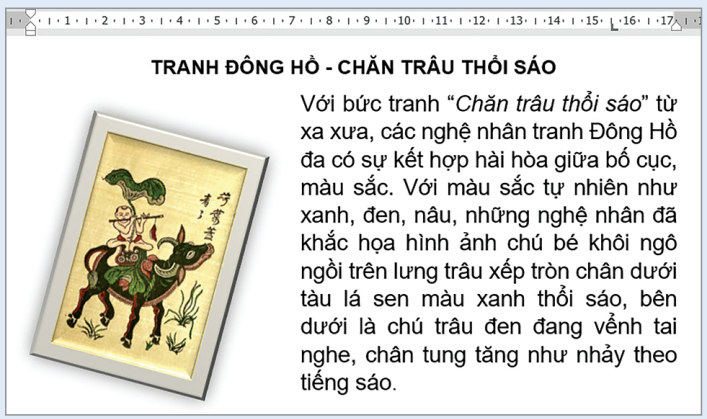 1 2 3 4 5 6 7 8 9 10 11 12 13 14 15 16 17
TRANH ĐÔNG HỒ - CHĂN TRÂU THỔI SÁO
Với bức tranh “Chăn trâu thổi sáo” từ
xa xưa, các nghệ nhân tranh Đông Hồ
đa có sự kết hợp hài hòa giữa bố cục,
màu sắc. Với màu sắc tự nhiên như
xanh, đen, nâu, những nghệ nhân đã
khắc họa hình ảnh chú bé khôi ngô
ngồi trên lưng trâu xếp tròn chân dưới
tàu lá sen màu xanh thổi sáo, bên
dưới là chú trâu đen đang vểnh tai
nghe, chân tung tăng như nhảy theo
tiếng sáo.